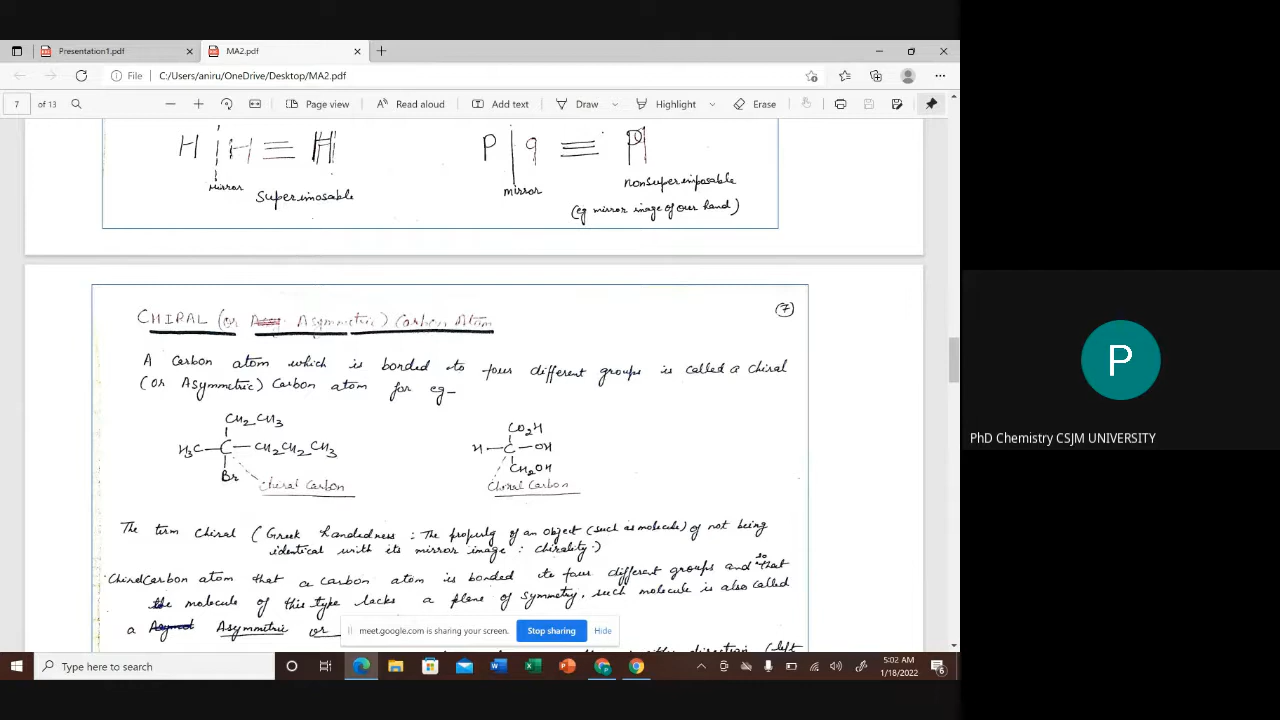 Presentation1.pdf
MA2.pdf
File
C:/Users/aniru/OneDrive/Desktop/MA2.pdf
7 of 13
Page view
Read aloud
Add text
Draw
Highlight
Erase
H H ≡ H
P q ≡ P
mirror
Superimosable
mirror
nonsuperimposable
(eg mirror image of our hand)
(7)
CHIRAL (or Asymmetric) Carbon Atom
A Carbon atom which is bonded to four different groups is called a Chiral
(or Asymmetric) Carbon atom for eg-
CH2CH3
H3C-C-CH2CH2CH3
Br
Chiral Carbon
CO2H
H-C-OH
CH2OH
Chiral Carbon
The term Chiral (Greek handedness : The property of an object (such as molecule) of not being
identical with its mirror image : chirality.)
Chiral Carbon atom that a carbon atom is bonded to four different groups and so that
the molecule of this type lacks a plane of symmetry, such molecule is also called
a Asymmetric or
meet.google.com is sharing your screen.
Stop sharing
Hide
direction (left
P
PhD Chemistry CSJM UNIVERSITY
Type here to search
5:02 AM
1/18/2022
6